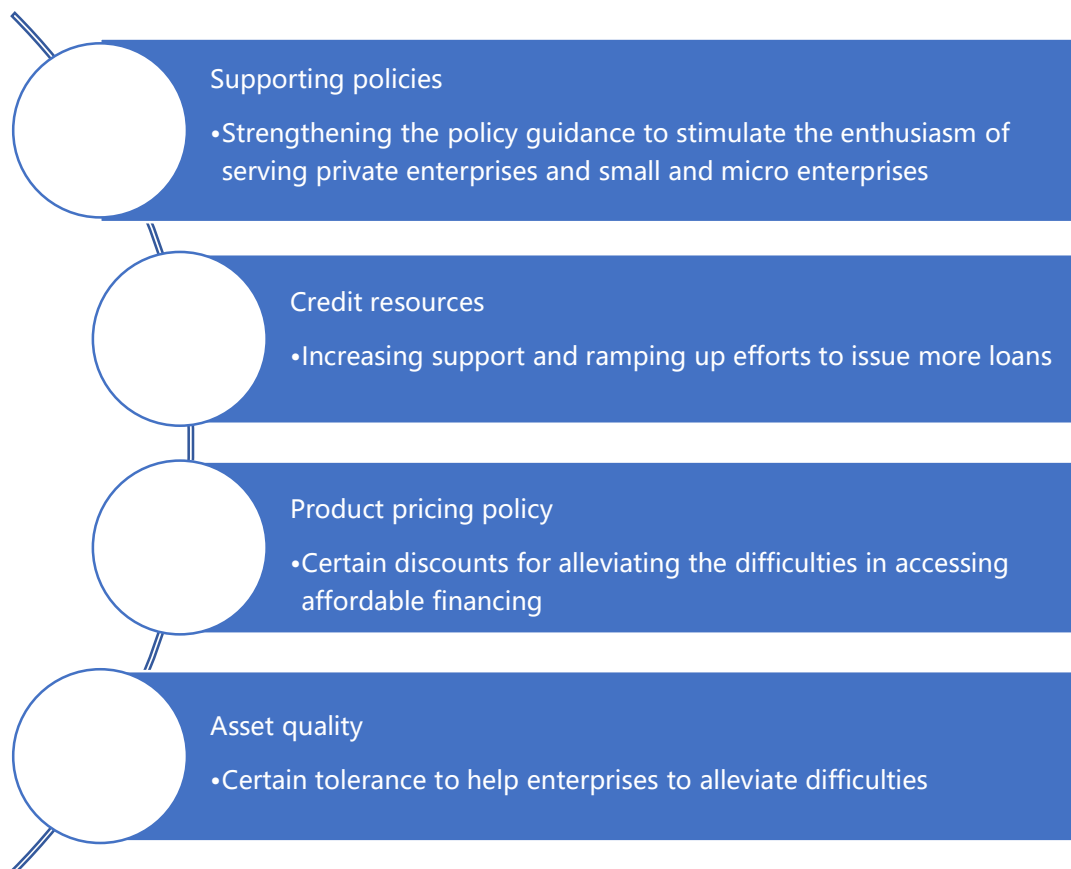 Supporting policies
•Strengthening the policy guidance to stimulate the enthusiasm of
serving private enterprises and small and micro enterprises
Credit resources
•Increasing support and ramping up efforts to issue more loans
Product pricing policy
•Certain discounts for alleviating the difficulties in accessing
affordable financing
Asset quality
•Certain tolerance to help enterprises to alleviate difficulties